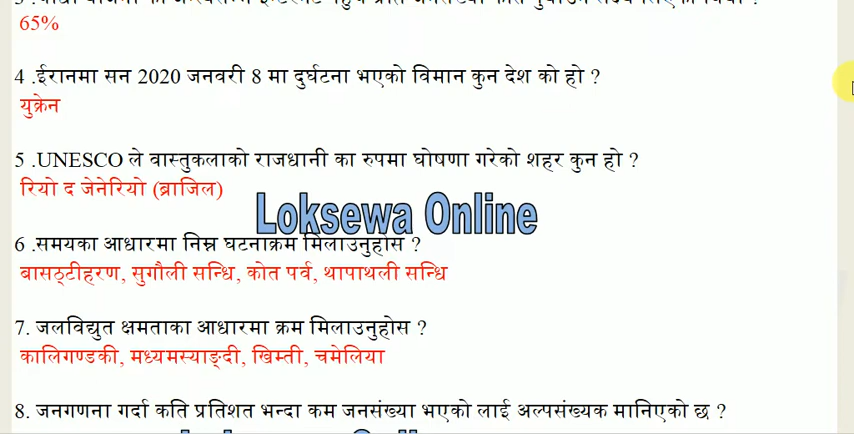 65%
4 .ईरानमा सन 2020 जनवरी 8 मा दुर्घटना भएको विमान कुन देश को हो ?
युक्रेन
5 .UNESCO ले वास्तुकलाको राजधानी का रुपमा घोषणा गरेको शहर कुन हो ?
रियो द जेनेरियो (ब्राजिल)
Loksewa Online
6 .समयका आधारमा निम्न घटनाक्रम मिलाउनुहोस ?
बासठ्टीहरण, सुगौली सन्धि, कोत पर्व, थापाथली सन्धि
7. जलविद्युत क्षमताका आधारमा क्रम मिलाउनुहोस ?
कालिगण्डकी, मध्यमस्याङ्दी, खिम्ती, चमेलिया
8. जनगणना गर्दा कति प्रतिशत भन्दा कम जनसंख्या भएको लाई अल्पसंख्यक मानिएको छ ?